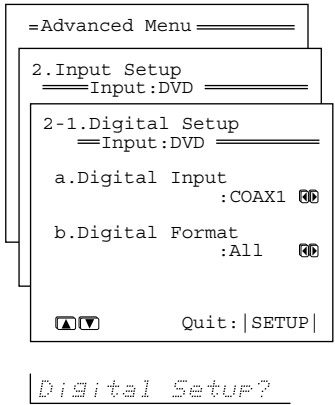 Advanced Menu
2.Input Setup
Input:DVD
2-1.Digital Setup
Input:DVD
a.Digital Input
:COAX1
b.Digital Format
:All
Quit:|SETUP|
Digital Setup?